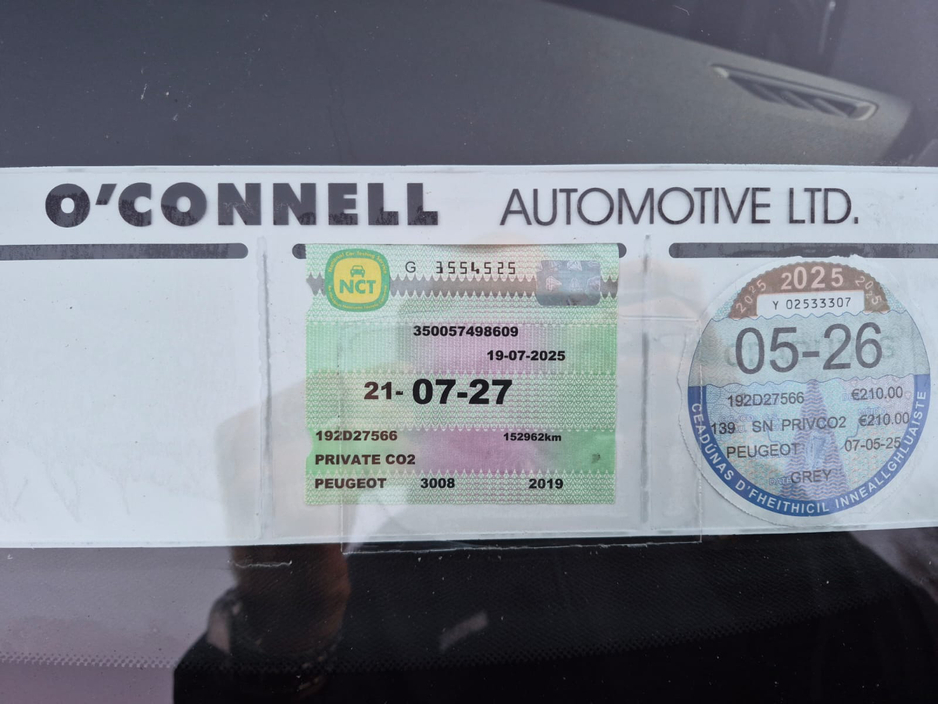 O'CONNELL AUTOMOTIVE LTD.
NCT
G 3554525
350057498609
19-07-2025
21- 07-27
192D27566 152962km
PRIVATE CO2
PEUGEOT 3008 2019
2025 2025
Y 02533307
05-26
192D27566 €210.00
139 SN PRIVCO2 €210.00
PEUGEOT 07-05-25
GREY
CEADÚNAS D'FHEITHICIL INNEALLGHLUAISTE